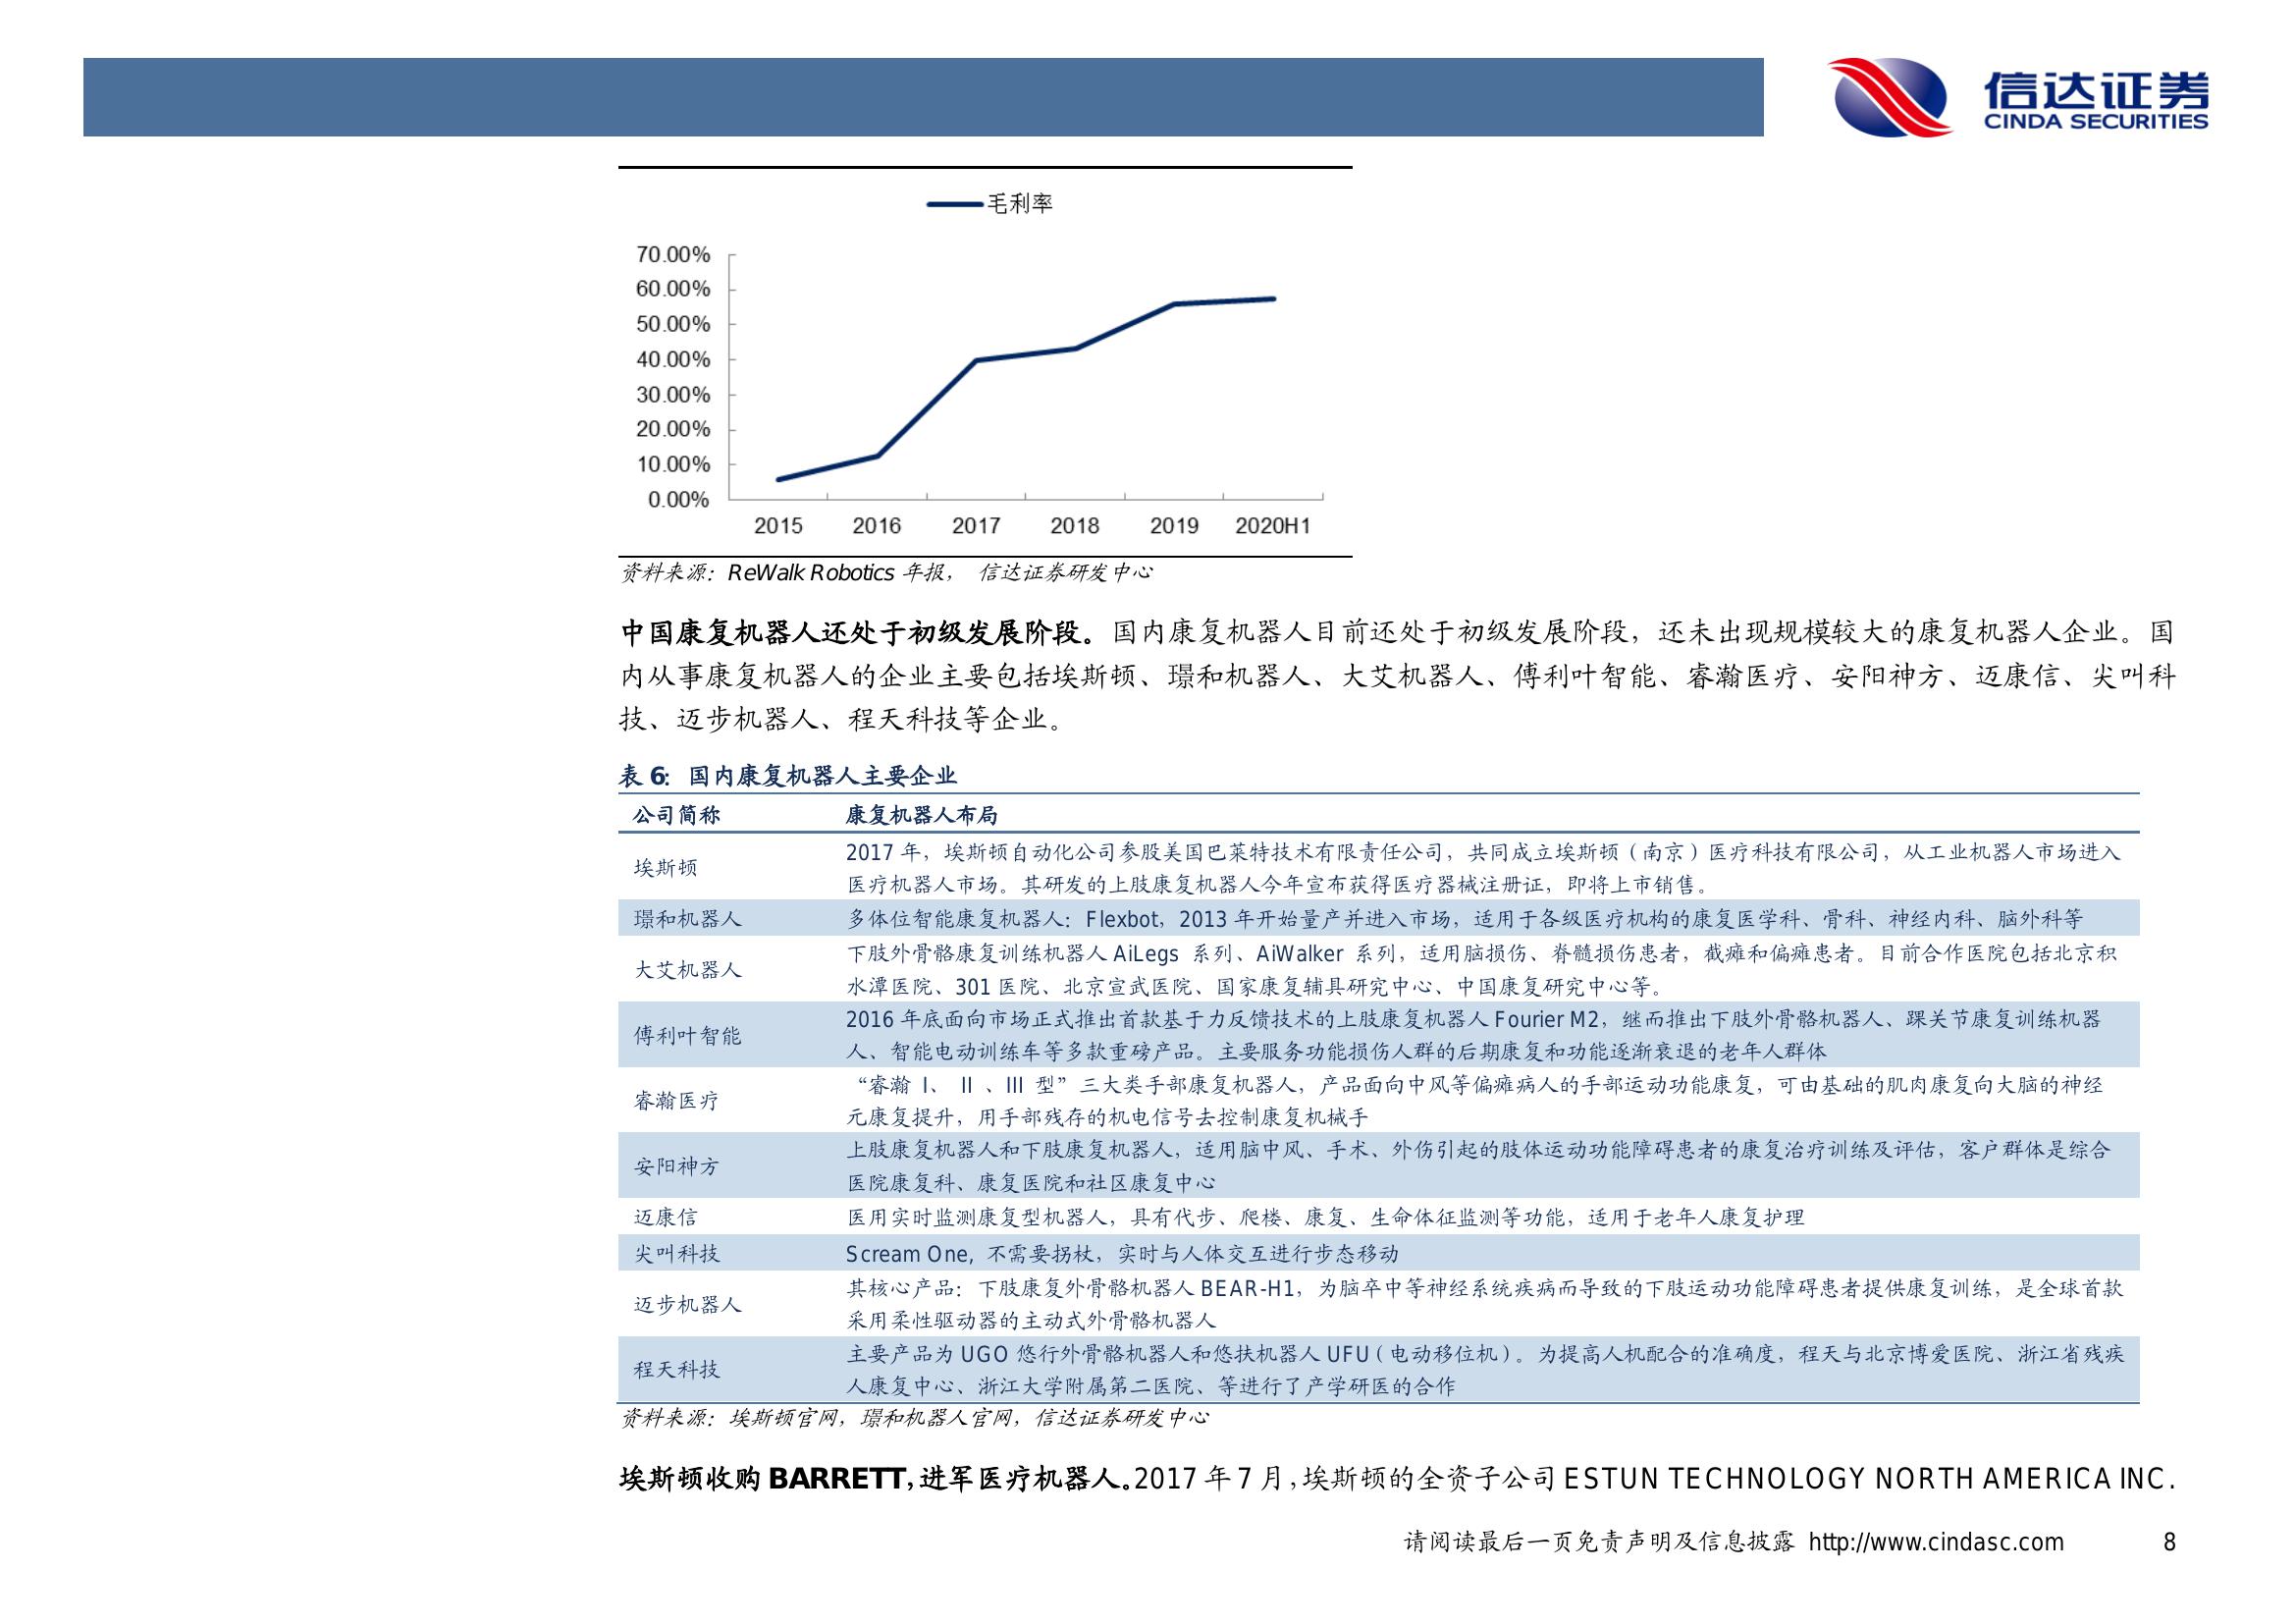 信达证券
CINDA SECURITIES
毛利率
70.00%
60.00%
50.00%
40.00%
30.00%
20.00%
10.00%
0.00%
2015 2016 2017 2018 2019 2020H1
资料来源：ReWalk Robotics 年报， 信达证券研发中心
中国康复机器人还处于初级发展阶段。国内康复机器人目前还处于初级发展阶段，还未出现规模较大的康复机器人企业。国
内从事康复机器人的企业主要包括埃斯顿、璟和机器人、大艾机器人、傅利叶智能、睿瀚医疗、安阳神方、迈康信、尖叫科
技、迈步机器人、程天科技等企业。
表 6：国内康复机器人主要企业
公司简称 康复机器人布局
埃斯顿 2017 年，埃斯顿自动化公司参股美国巴莱特技术有限责任公司，共同成立埃斯顿（南京）医疗科技有限公司，从工业机器人市场进入
医疗机器人市场。其研发的上肢康复机器人今年宣布获得医疗器械注册证，即将上市销售。
璟和机器人 多体位智能康复机器人：Flexbot，2013 年开始量产并进入市场，适用于各级医疗机构的康复医学科、骨科、神经内科、脑外科等
大艾机器人 下肢外骨骼康复训练机器人 AiLegs 系列、AiWalker 系列，适用脑损伤、脊髓损伤患者，截瘫和偏瘫患者。目前合作医院包括北京积
水潭医院、301 医院、北京宣武医院、国家康复辅具研究中心、中国康复研究中心等。
傅利叶智能 2016 年底面向市场正式推出首款基于力反馈技术的上肢康复机器人 Fourier M2，继而推出下肢外骨骼机器人、踝关节康复训练机器
人、智能电动训练车等多款重磅产品。主要服务功能损伤人群的后期康复和功能逐渐衰退的老年人群体
睿瀚医疗 “睿瀚 I、 II 、III 型”三大类手部康复机器人，产品面向中风等偏瘫病人的手部运动功能康复，可由基础的肌肉康复向大脑的神经
元康复提升，用手部残存的机电信号去控制康复机械手
安阳神方 上肢康复机器人和下肢康复机器人，适用脑中风、手术、外伤引起的肢体运动功能障碍患者的康复治疗训练及评估，客户群体是综合
医院康复科、康复医院和社区康复中心
迈康信 医用实时监测康复型机器人，具有代步、爬楼、康复、生命体征监测等功能，适用于老年人康复护理
尖叫科技 Scream One, 不需要拐杖，实时与人体交互进行步态移动
迈步机器人 其核心产品：下肢康复外骨骼机器人 BEAR-H1，为脑卒中等神经系统疾病而导致的下肢运动功能障碍患者提供康复训练，是全球首款
采用柔性驱动器的主动式外骨骼机器人
程天科技 主要产品为 UGO 悠行外骨骼机器人和悠扶机器人 UFU（电动移位机）。为提高人机配合的准确度，程天与北京博爱医院、浙江省残疾
人康复中心、浙江大学附属第二医院、等进行了产学研医的合作
资料来源：埃斯顿官网，璟和机器人官网，信达证券研发中心
埃斯顿收购 BARRETT，进军医疗机器人。2017 年 7 月，埃斯顿的全资子公司 ESTUN TECHNOLOGY NORTH AMERICA INC.
请阅读最后一页免责声明及信息披露 http://www.cindasc.com 8